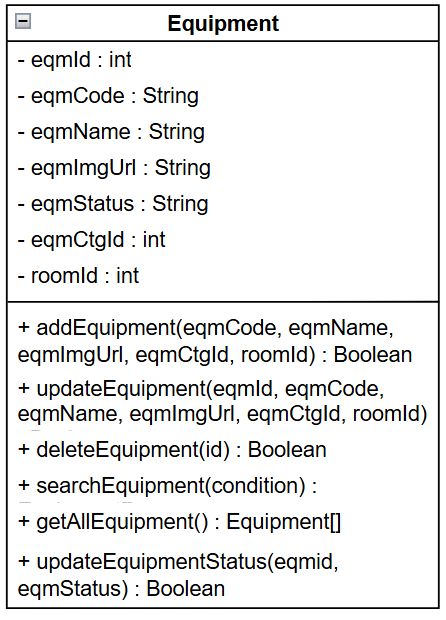 Equipment
- eqmId : int
- eqmCode : String
- eqmName : String
- eqmImgUrl : String
- eqmStatus : String
- eqmCtgId : int
- roomId : int
+ addEquipment(eqmCode, eqmName,
eqmImgUrl, eqmCtgId, roomId) : Boolean
+ updateEquipment(eqmId, eqmCode,
eqmName, eqmImgUrl, eqmCtgId, roomId)
+ deleteEquipment(id) : Boolean
+ searchEquipment(condition) :
+ getAllEquipment() : Equipment[]
+ updateEquipmentStatus(eqmid,
eqmStatus) : Boolean